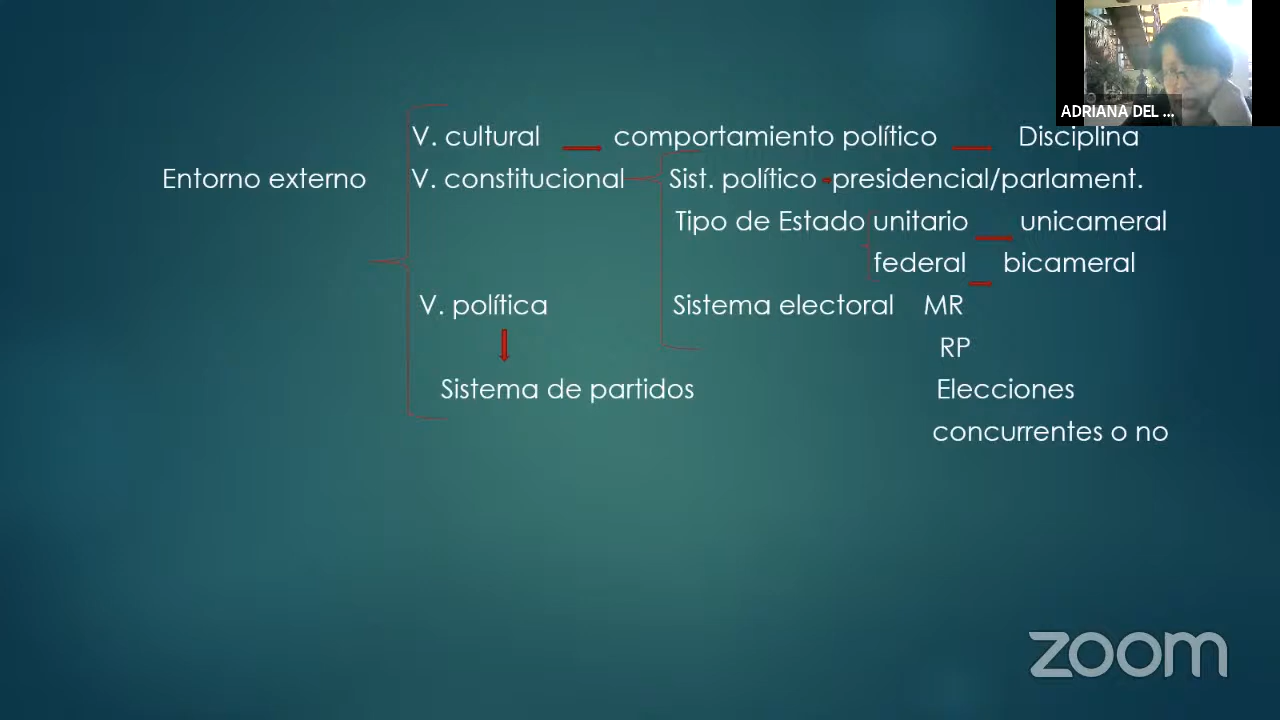 ADRIANA DEL ...
V. cultural comportamiento político Disciplina
Entorno externo V. constitucional Sist. político presidencial/parlament.
Tipo de Estado unitario unicameral
federal bicameral
V. política Sistema electoral MR
RP
Sistema de partidos Elecciones
concurrentes o no
zoom